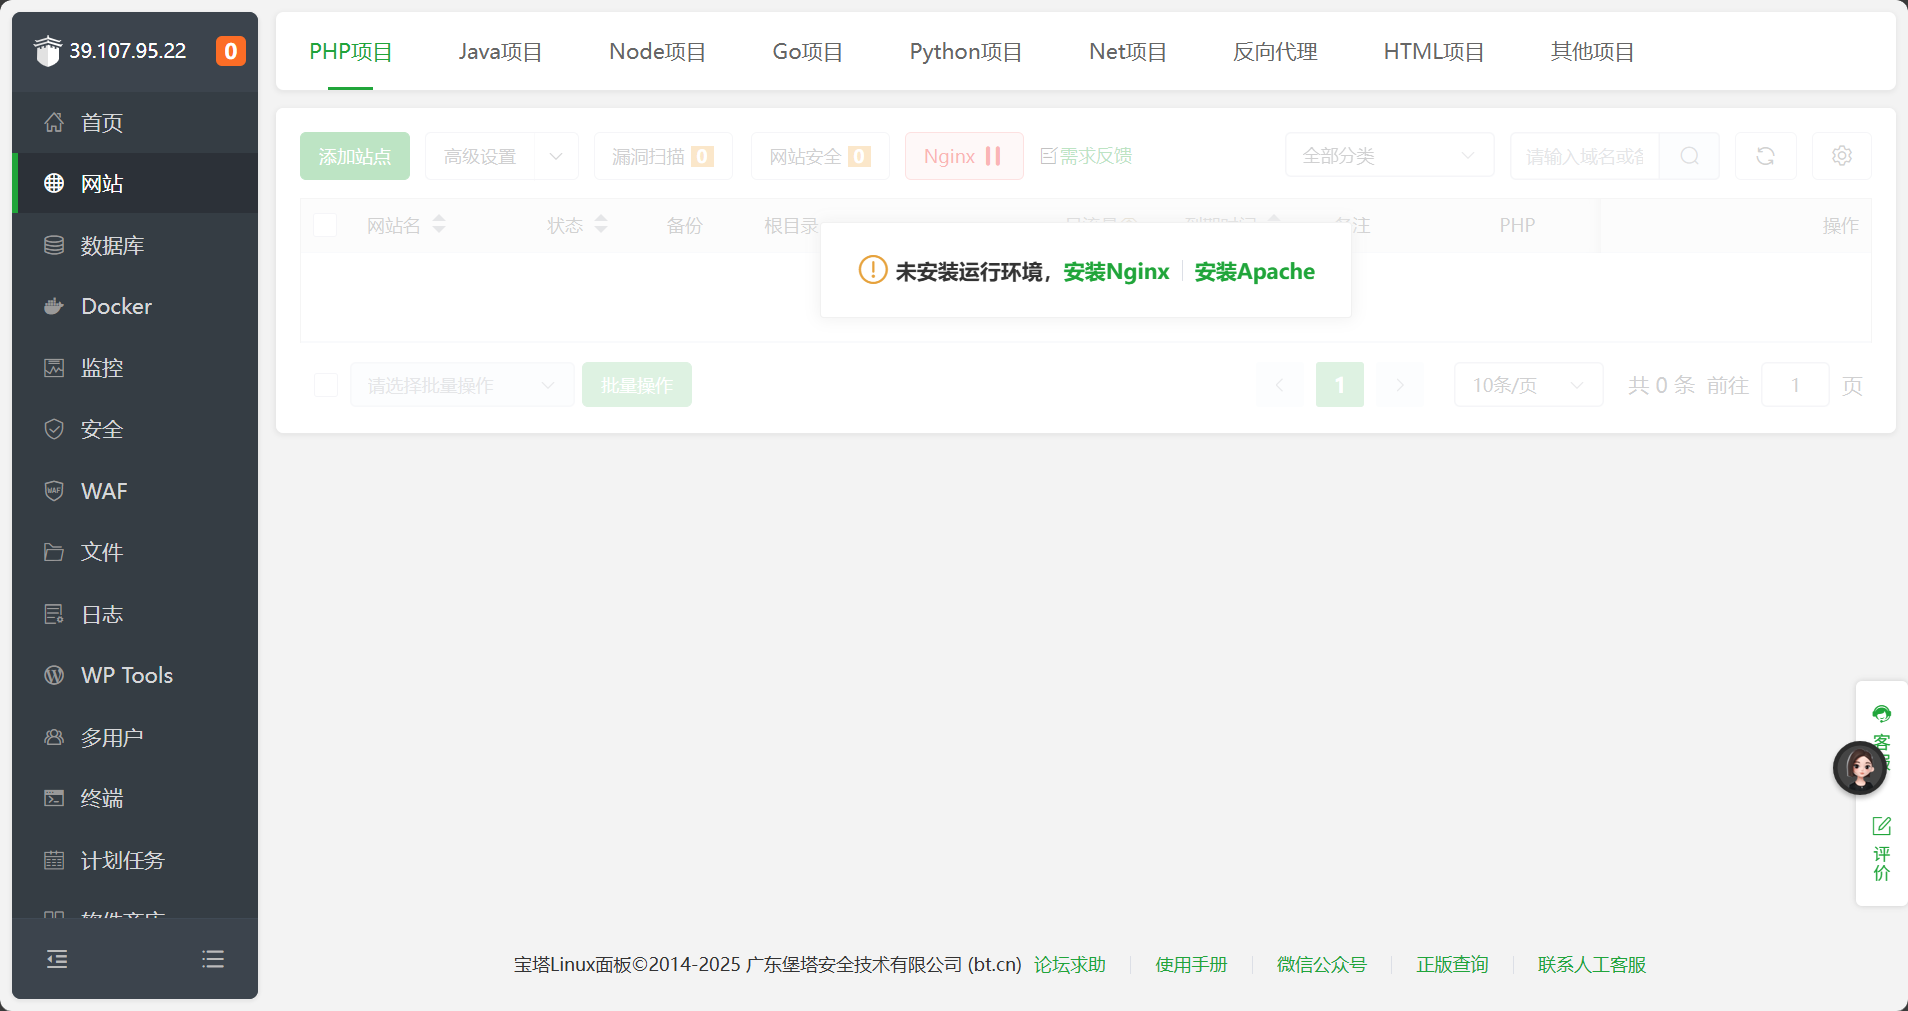 39.107.95.22 0
首页
网站
数据库
Docker
监控
安全
WAF
文件
日志
WP Tools
多用户
终端
计划任务
PHP项目 Java项目 Node项目 Go项目 Python项目 Net项目 反向代理 HTML项目 其他项目
添加站点 高级设置 漏洞扫描 0 网站安全 0 Nginx 需求反馈 全部分类 请输入域名或备
网站名 状态 备份 根目录 日流量 到期时间 备注 PHP 操作
未安装运行环境，安装Nginx 安装Apache
请选择批量操作 批量操作 1 10条/页 共 0 条 前往 1 页
客
评
价
宝塔Linux面板©2014-2025 广东堡塔安全技术有限公司 (bt.cn) 论坛求助 使用手册 微信公众号 正版查询 联系人工客服